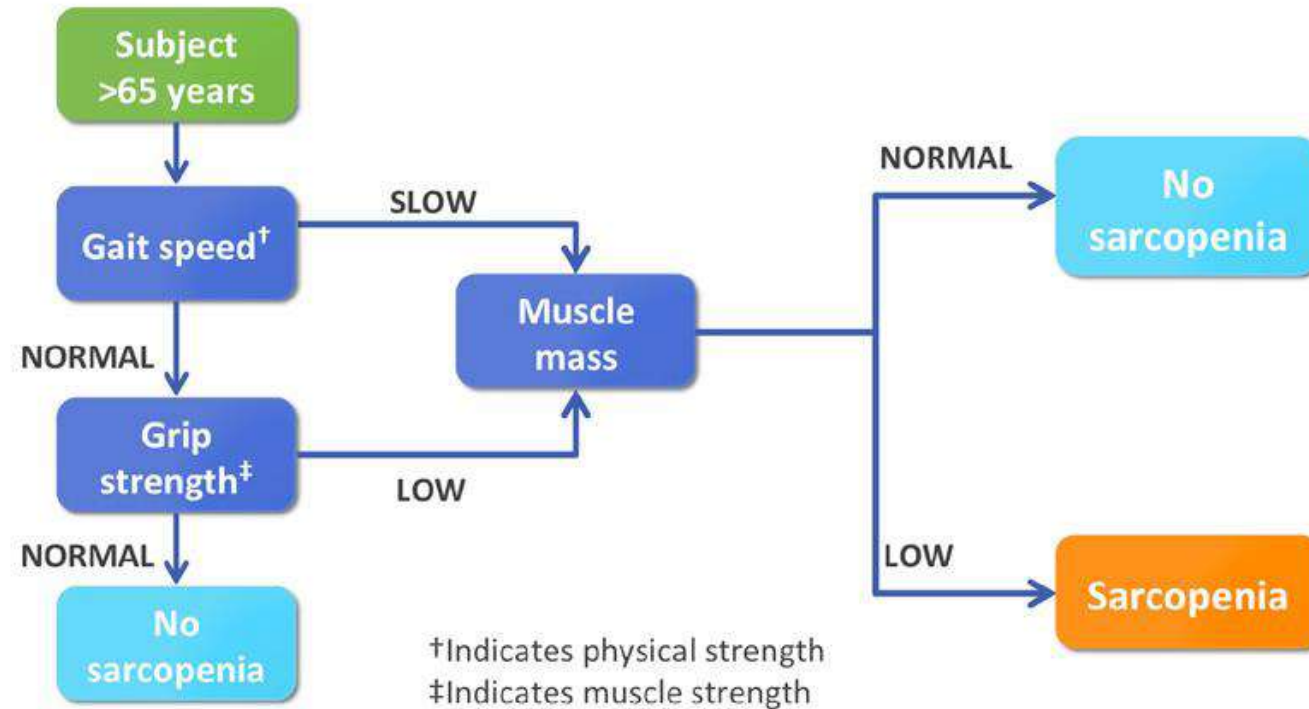 Subject
>65 years
SLOW
NORMAL
Gait speed†
No
sarcopenia
Muscle
mass
NORMAL
Grip
strength‡
LOW
NORMAL
LOW
Sarcopenia
No
sarcopenia
†Indicates physical strength
‡Indicates muscle strength